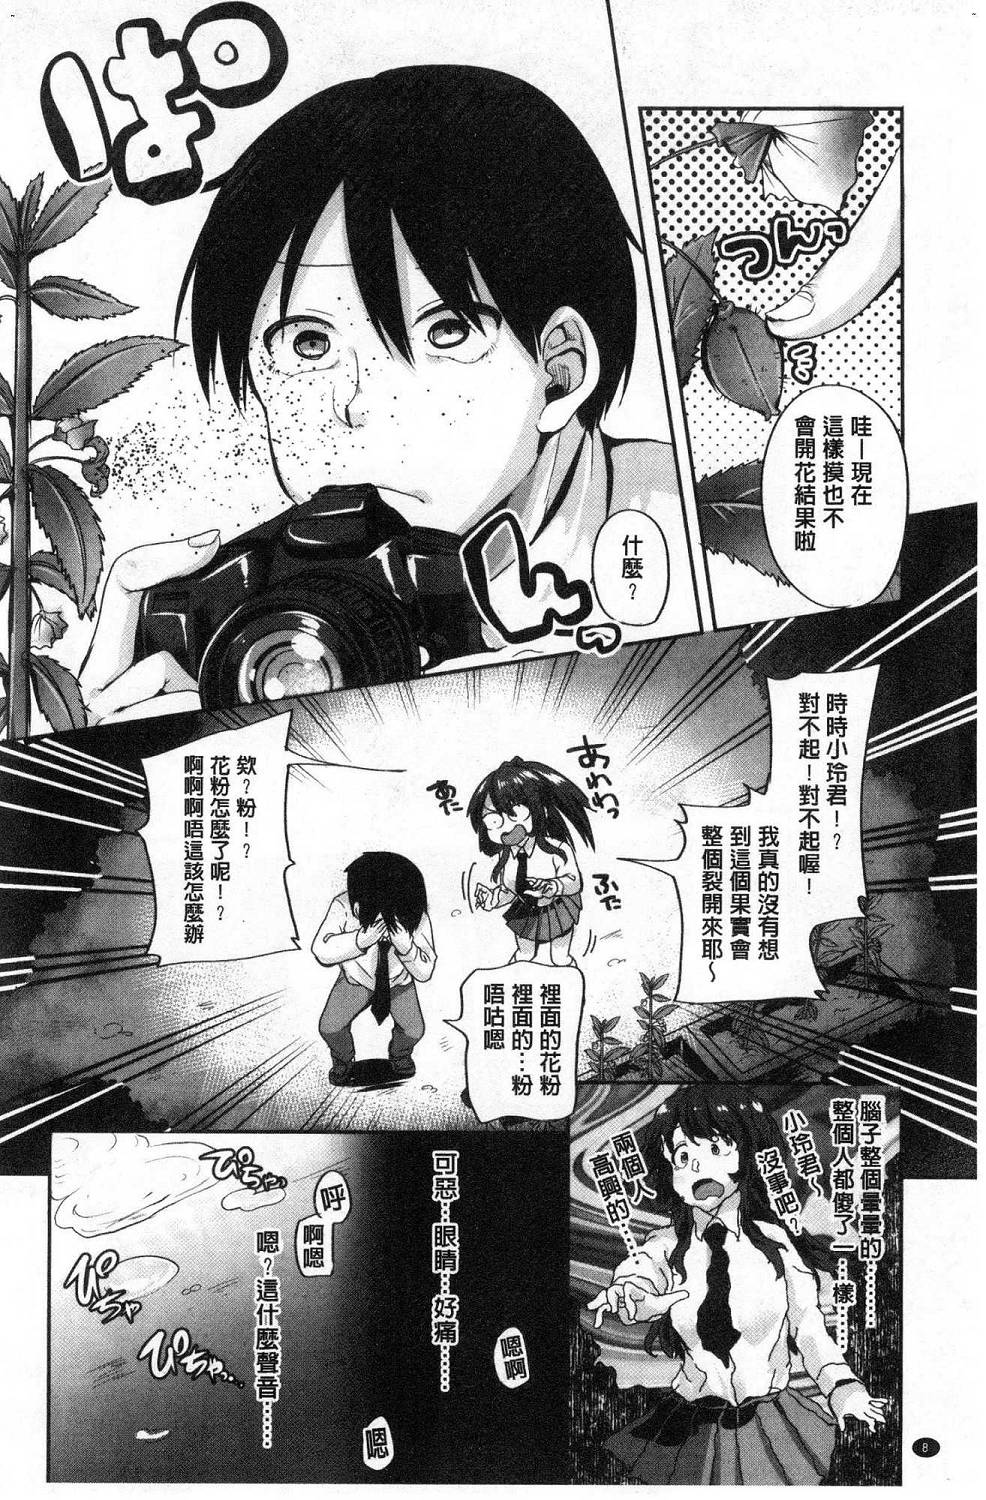 つんっ
哇ー現在
這樣摸也不
會開花結果啦
ぱ
ん
什麼？
時時小玲君！？
對不起！對不起喔！
我真的沒有想
到這個果實會
整個裂開來耶～
あわわっ
あた
ふた
欸？粉！？
花粉怎麼了呢！？
啊啊啊唔這該怎麼辦
裡面的花粉
裡面的…粉
唔咕嗯
腦子整個暈暈的………
整個人都傻了一……樣……
小玲君～
沒事吧？
兩個人
高興的……
可惡……眼睛……好痛……
嗯啊
嗯
呼
啊嗯
嗯？這什麼聲音……
ぴちゃ
ぴちゃ
ぴちゃっ…
8